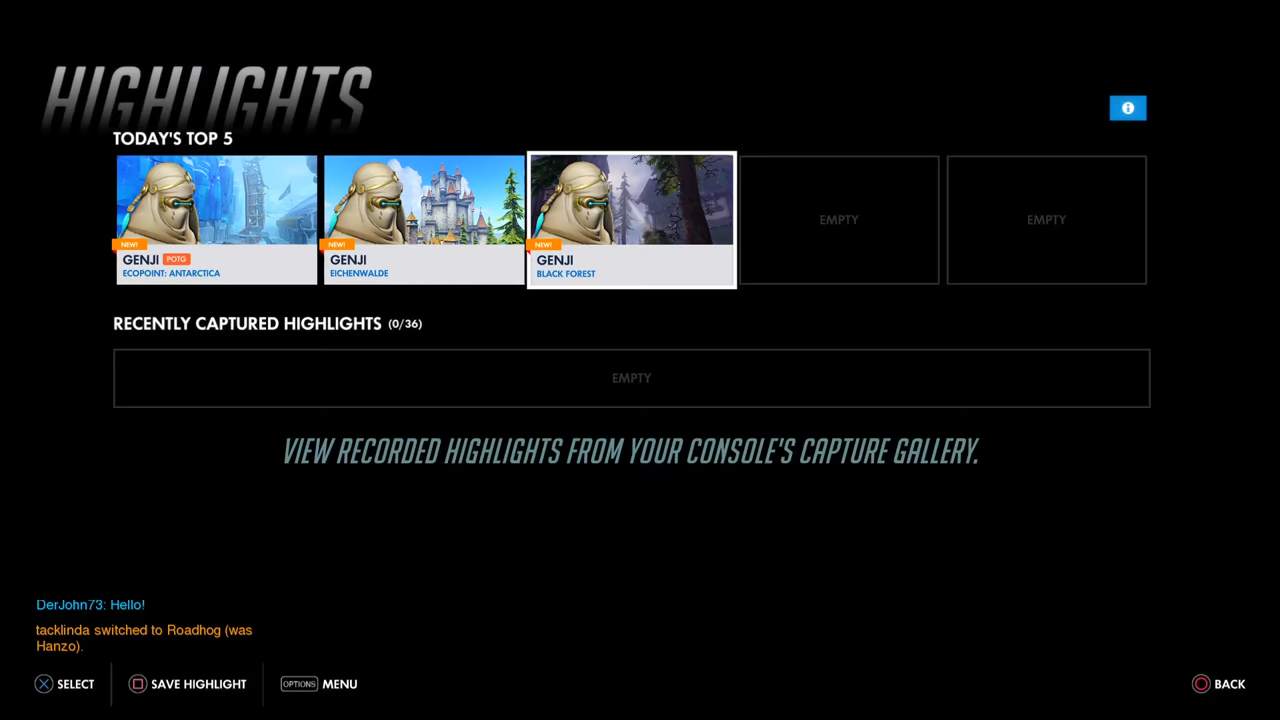 HIGHLIGHTS
TODAY'S TOP 5
NEW!
GENJI POTG
ECOPOINT: ANTARCTICA
NEW!
GENJI
EICHENWALDE
NEW!
GENJI
BLACK FOREST
EMPTY
EMPTY
RECENTLY CAPTURED HIGHLIGHTS (0/36)
EMPTY
VIEW RECORDED HIGHLIGHTS FROM YOUR CONSOLE'S CAPTURE GALLERY.
DerJohn73: Hello!
tacklinda switched to Roadhog (was
Hanzo).
SELECT
SAVE HIGHLIGHT
OPTIONS MENU
BACK